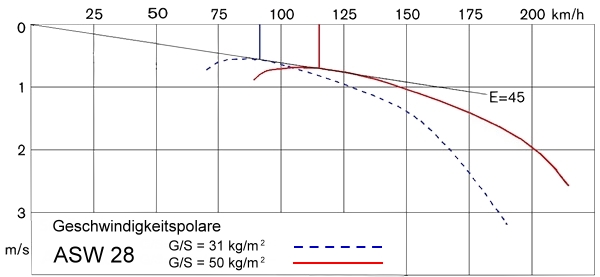 0 25 50 75 100 125 150 175 200 km/h
E=45
1
2
3
m/s
Geschwindigkeitspolare
ASW 28
G/S = 31 kg/m²
G/S = 50 kg/m²